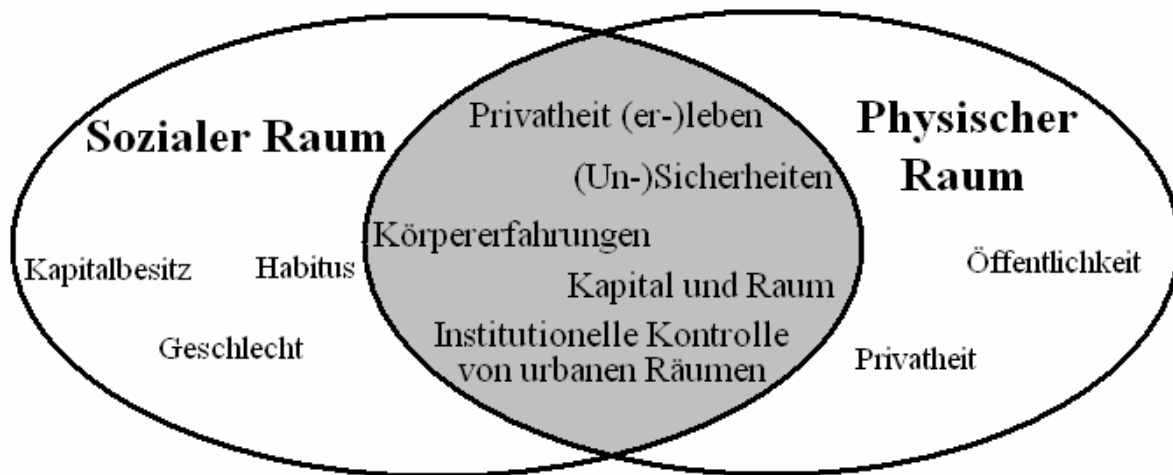 Sozialer Raum
Kapitalbesitz
Habitus
Geschlecht
Privatheit (er-)leben
(Un-)Sicherheiten
Körpererfahrungen
Kapital und Raum
Institutionelle Kontrolle
von urbanen Räumen
Physischer
Raum
Öffentlichkeit
Privatheit